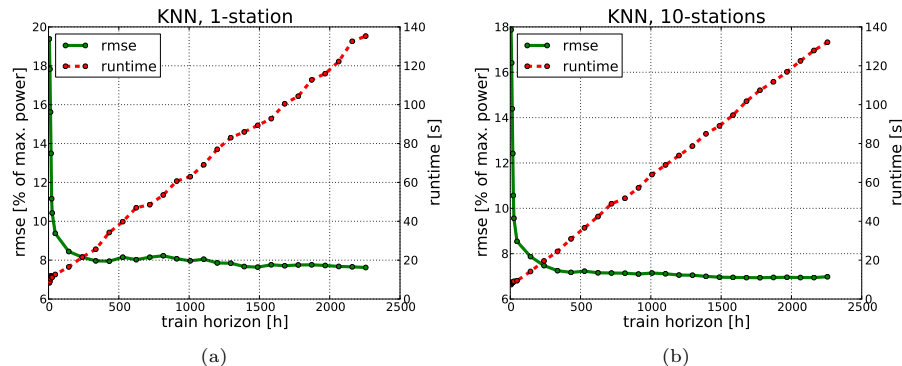 KNN, 1-station
20
18
16
14
12
10
8
6
rmse [% of max. power]
rmse
runtime
140
120
100
80
60
40
20
0
runtime [s]
0 500 1000 1500 2000 2500
train horizon [h]
(a)
KNN, 10-stations
18
16
14
12
10
8
6
rmse [% of max. power]
rmse
runtime
140
120
100
80
60
40
20
0
runtime [s]
0 500 1000 1500 2000 2500
train horizon [h]
(b)